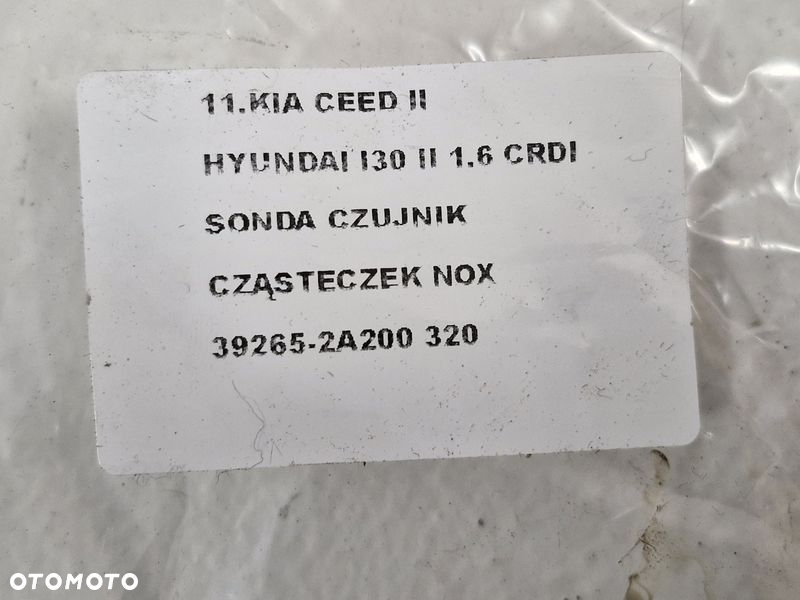 11.KIA CEED II
HYUNDAI I30 II 1.6 CRDI
SONDA CZUJNIK
CZĄSTECZEK NOX
39265-2A200 320
OTOMOTO